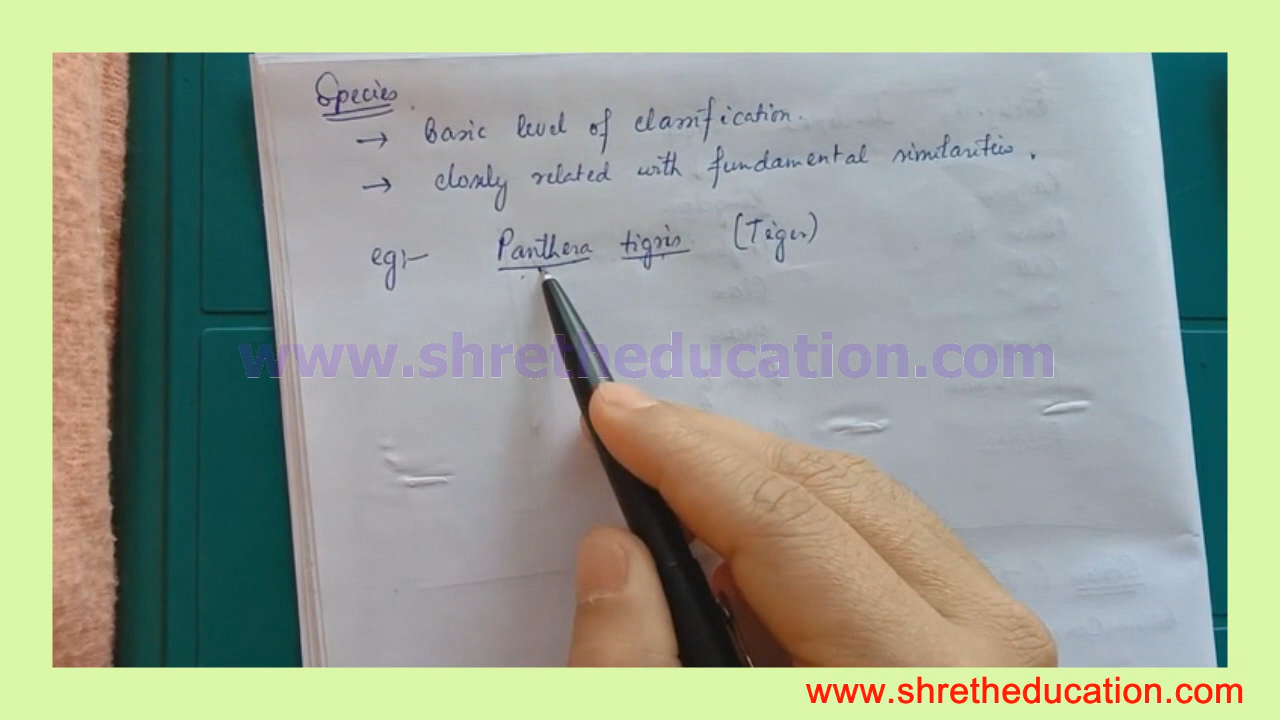 Species.
→ Basic level of classification.
→ closely related with fundamental similarities.
eg:- Panthera tigris (Tiger)
www.shretheducation.com
www.shretheducation.com